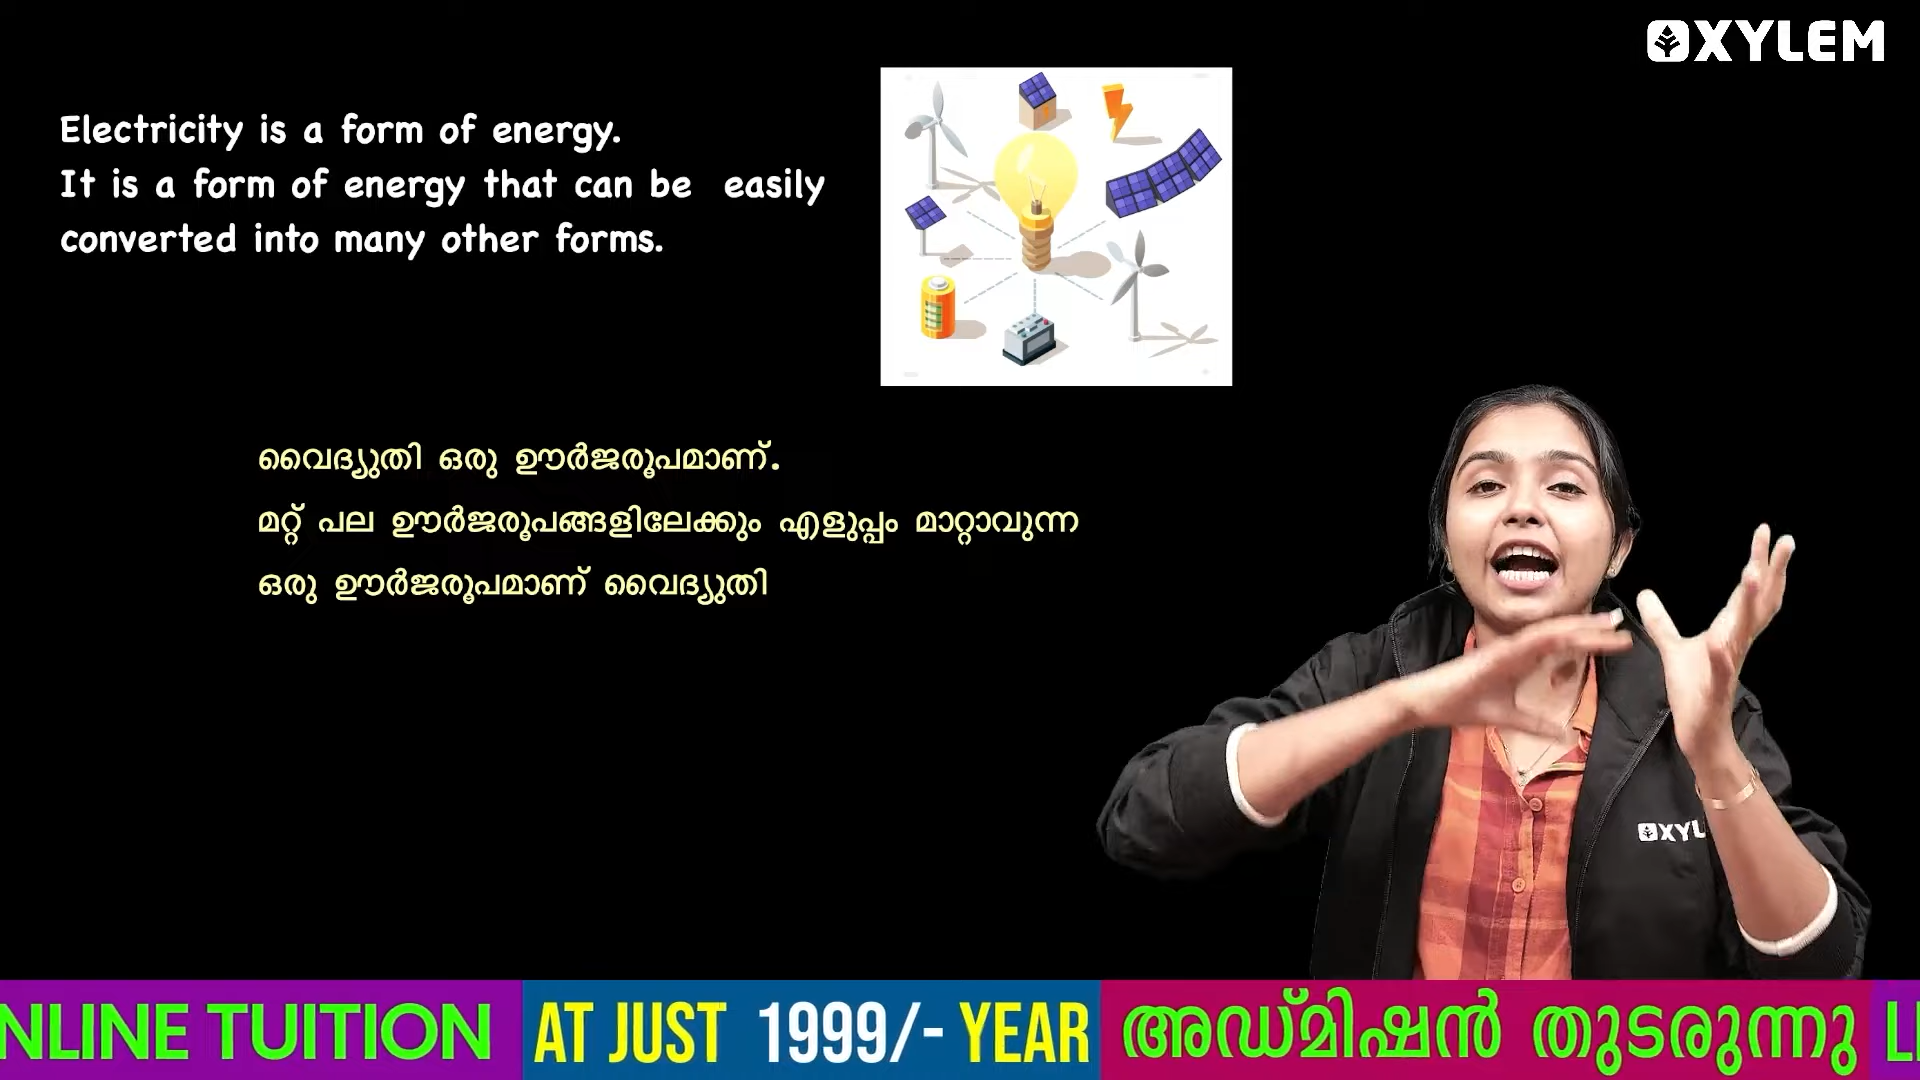 XYLEM
Electricity is a form of energy.
It is a form of energy that can be easily
converted into many other forms.
വൈദ്യുതി ഒരു ഊർജരൂപമാണ്.
മറ്റ് പല ഊർജരൂപങ്ങളിലേക്കും എളുപ്പം മാറ്റാവുന്ന
ഒരു ഊർജരൂപമാണ് വൈദ്യുതി
XYL
NLINE TUITION AT JUST 1999/- YEAR അഡ്മിഷൻ തുടരുന്നു LI